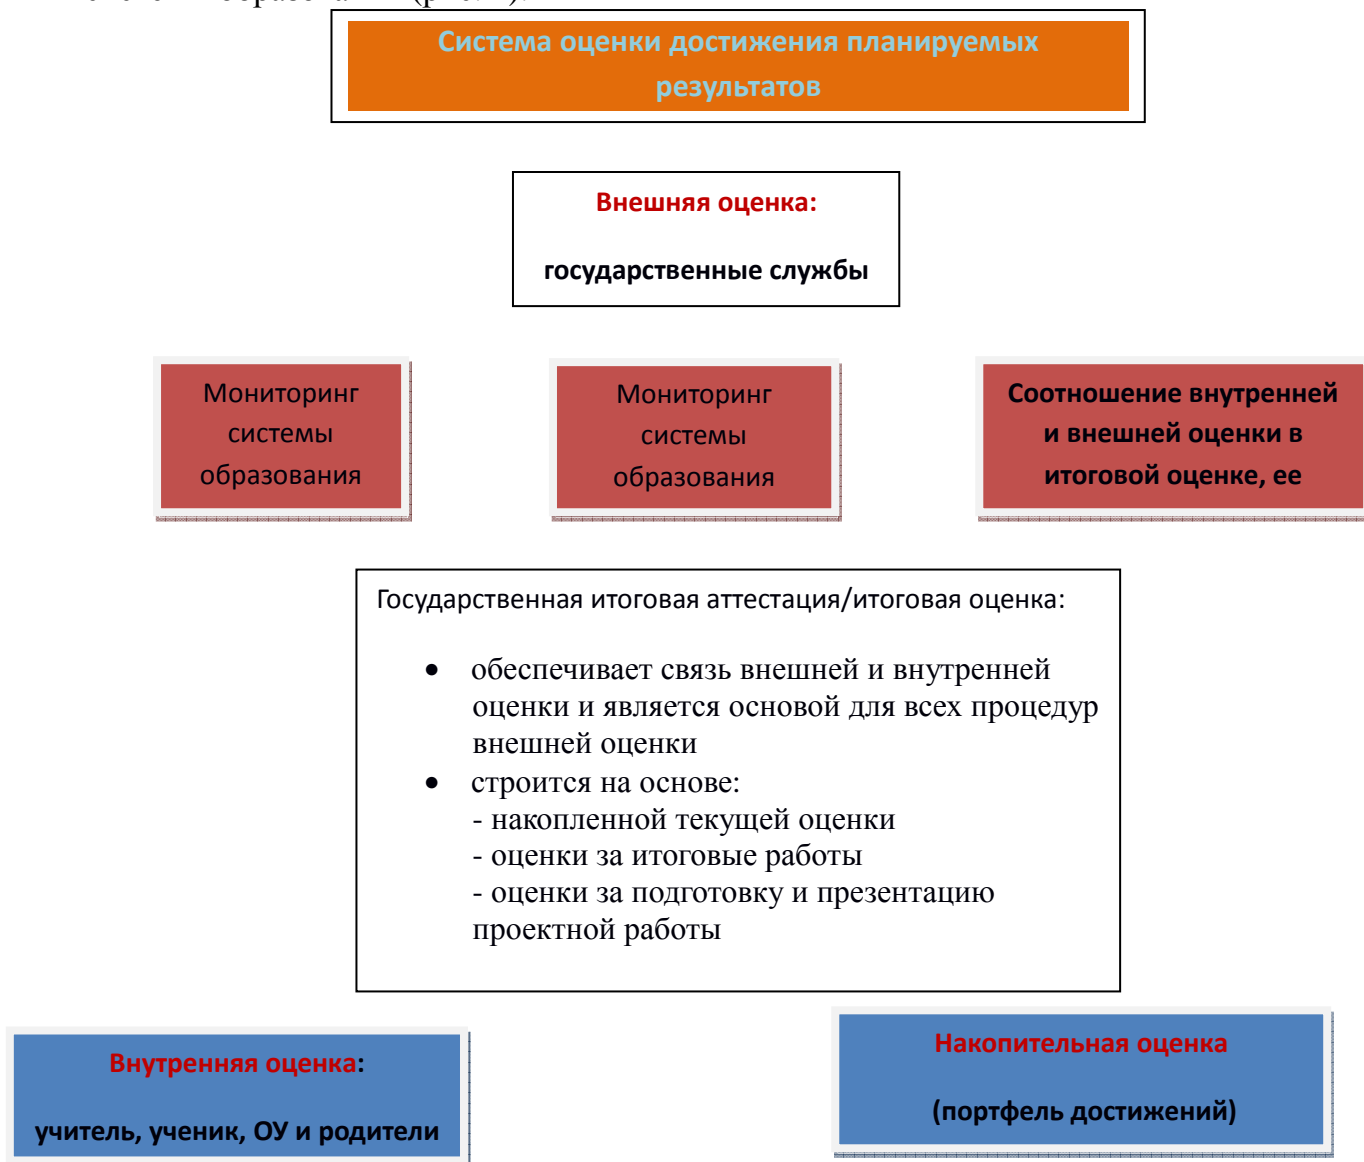 Система оценки достижения планируемых
результатов
Внешняя оценка:
государственные службы
Мониторинг
системы
образования
Мониторинг
системы
образования
Соотношение внутренней
и внешней оценки в
итоговой оценке, ее
Государственная итоговая аттестация/итоговая оценка:
• обеспечивает связь внешней и внутренней
оценки и является основой для всех процедур
внешней оценки
• строится на основе:
- накопленной текущей оценки
- оценки за итоговые работы
- оценки за подготовку и презентацию
проектной работы
Внутренняя оценка:
учитель, ученик, ОУ и родители
Накопительная оценка
(портфель достижений)